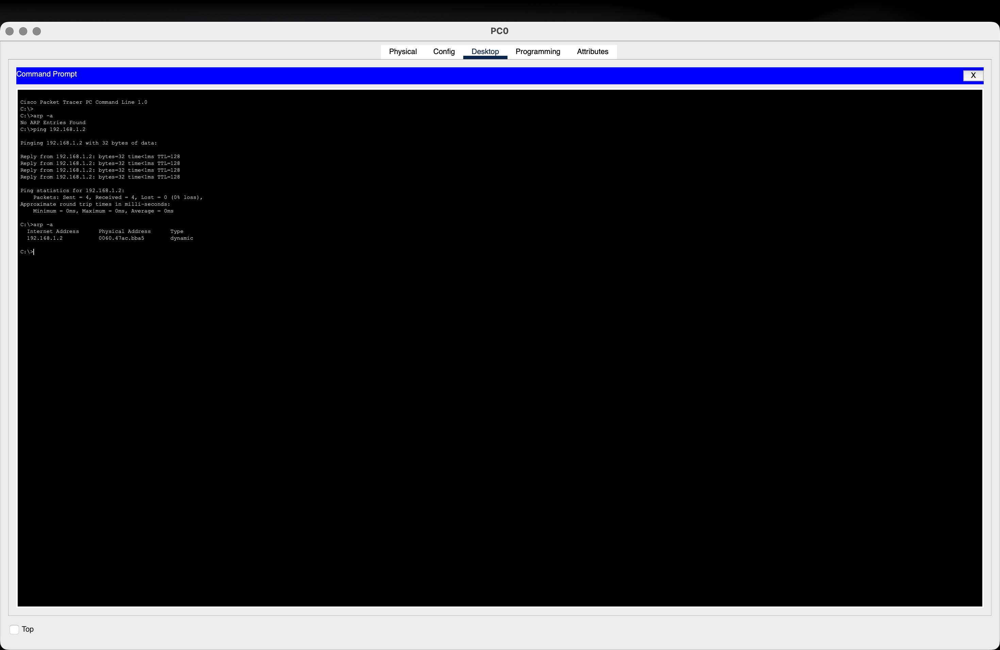 PC0
Physical Config Desktop Programming Attributes
Command Prompt
X
Cisco Packet Tracer PC Command Line 1.0
C:\>
C:\>arp -a
No ARP Entries Found
C:\>ping 192.168.1.2
Pinging 192.168.1.2 with 32 bytes of data:
Reply from 192.168.1.2: bytes=32 time<1ms TTL=128
Reply from 192.168.1.2: bytes=32 time<1ms TTL=128
Reply from 192.168.1.2: bytes=32 time<1ms TTL=128
Reply from 192.168.1.2: bytes=32 time<1ms TTL=128
Ping statistics for 192.168.1.2:
    Packets: Sent = 4, Received = 4, Lost = 0 (0% loss),
Approximate round trip times in milli-seconds:
    Minimum = 0ms, Maximum = 0ms, Average = 0ms
C:\>arp -a
  Internet Address      Physical Address      Type
  192.168.1.2           0060.47ac.bba5        dynamic
C:\>
Top